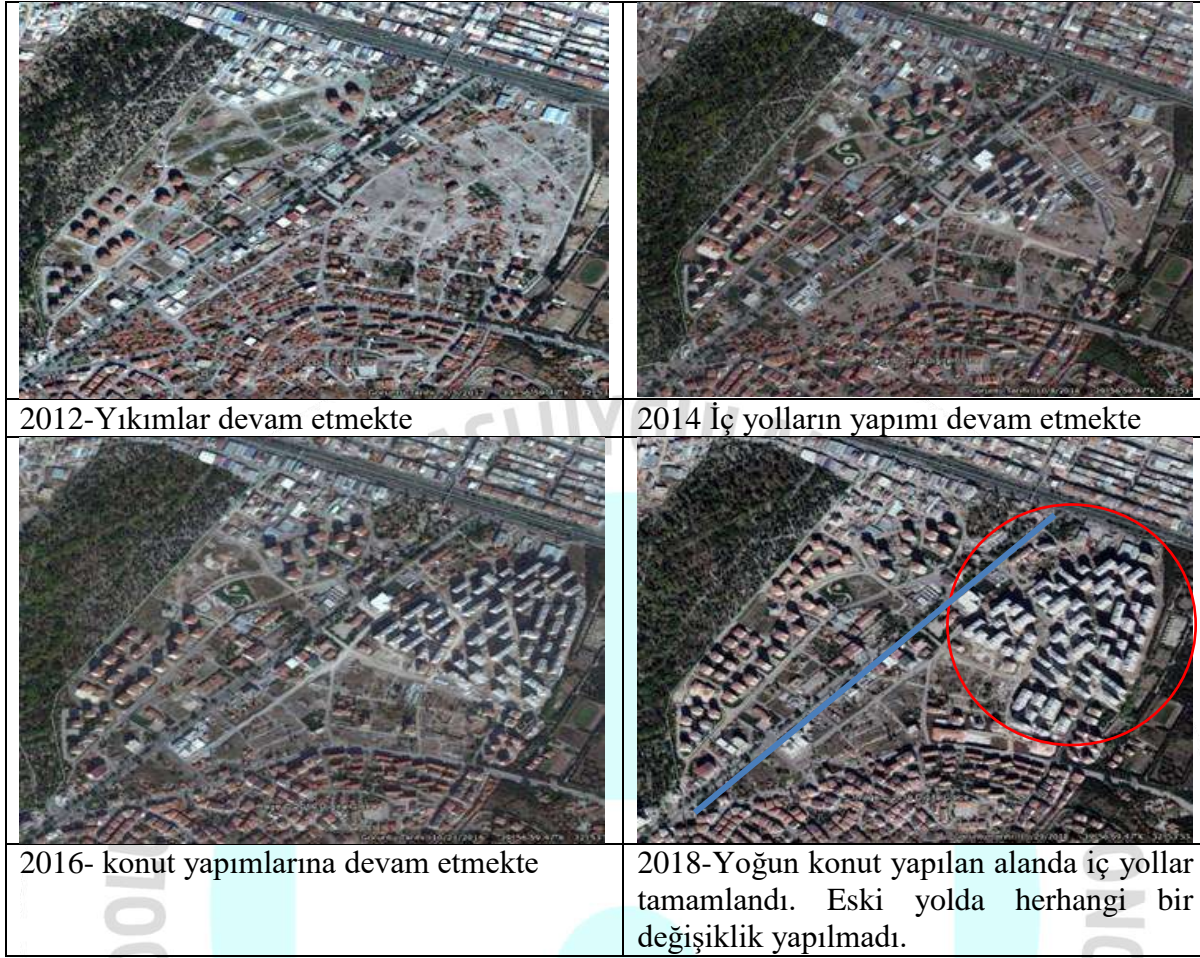 2012-Yıkımlar devam etmekte
2014 İç yolların yapımı devam etmekte
2016- konut yapımlarına devam etmekte
2018-Yoğun konut yapılan alanda iç yollar
tamamlandı. Eski yolda herhangi bir
değişiklik yapılmadı.